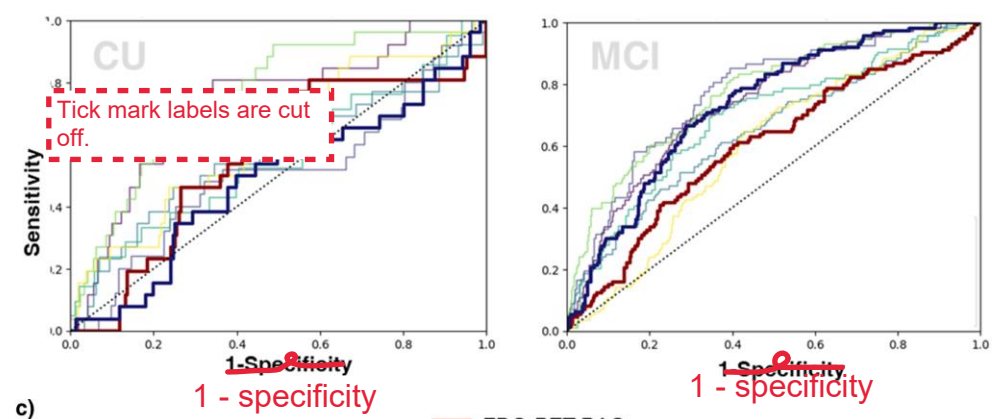 CU
MCI
1.0
.0
0.8
.8
Tick mark labels are cut
off.
0.6
Sensitivity
0.4
.4
0.2
.2
0.0
.0
0.0 0.2 0.4 0.6 0.8 1.0
0.0 0.2 0.4 0.6 0.8 1.0
1-Specificity
1-Specificity
1 - specificity
1 - specificity
c)